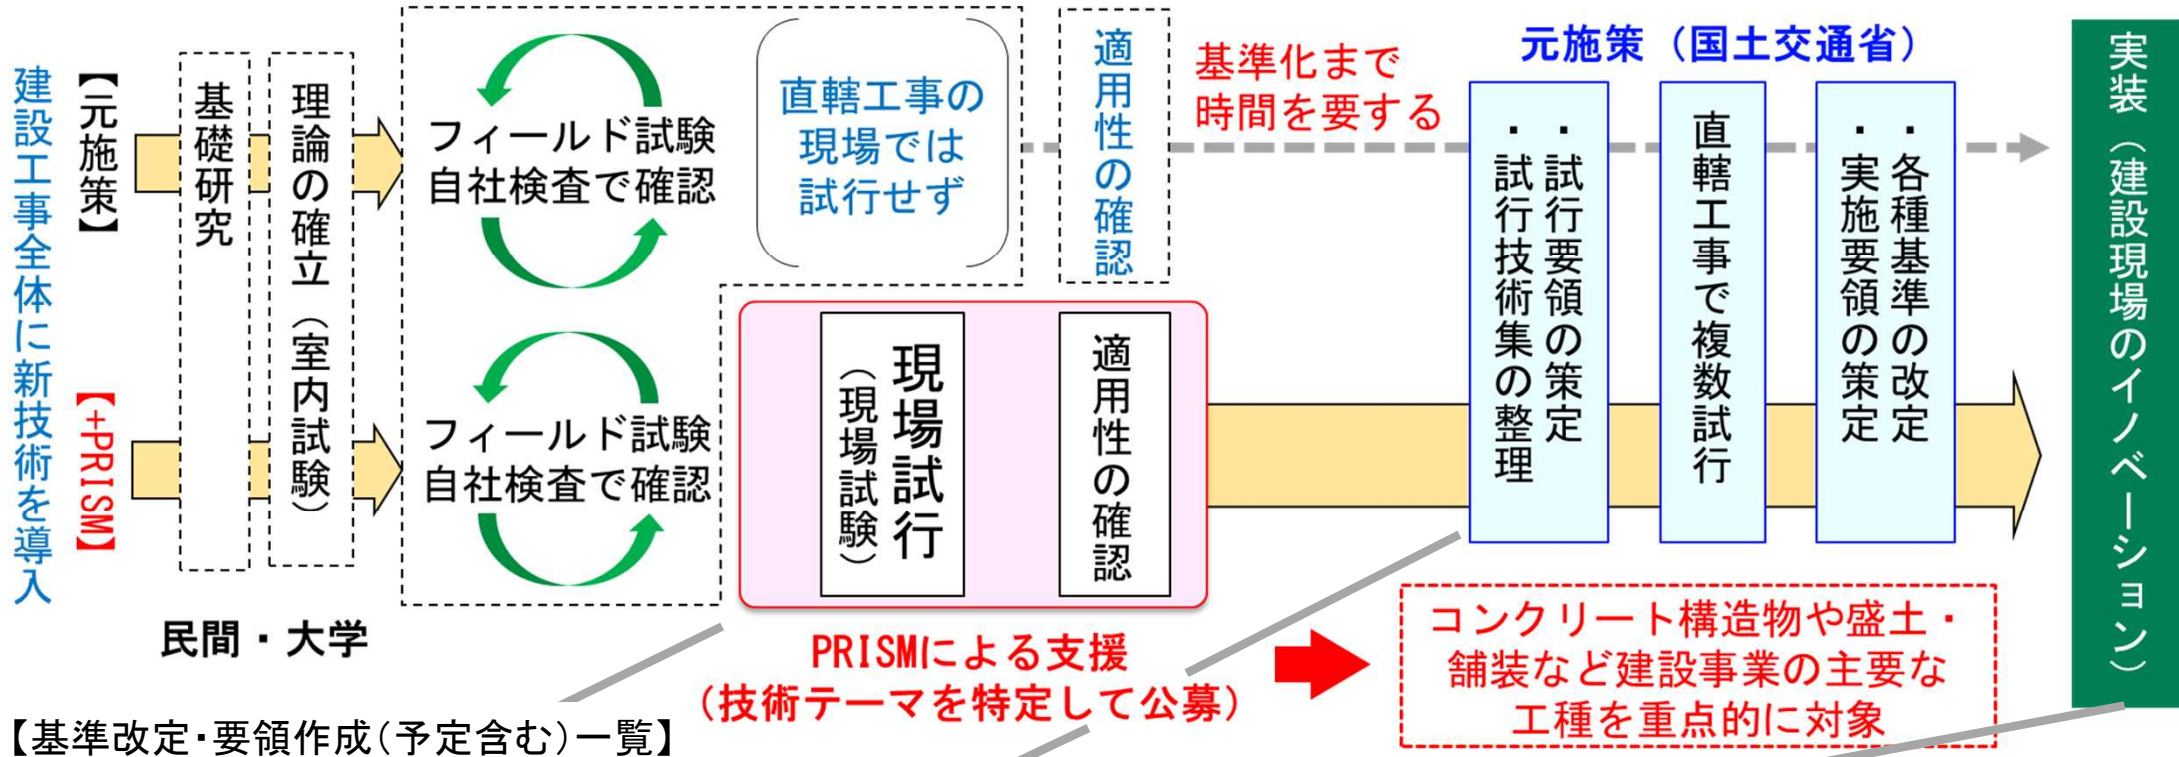 建設工事全体に新技術を導入
【元施策】
【+PRISM】
基礎研究
理論の確立（室内試験）
フィールド試験
自社検査で確認
直轄工事の
現場では
試行せず
適用性の確認
基準化まで
時間を要する
フィールド試験
自社検査で確認
現場試行
（現場試験）
適用性の確認
元施策（国土交通省）
・試行要領の策定
・試行技術集の整理
直轄工事で複数試行
・各種基準の改定
・実施要領の策定
実装（建設現場のイノベーション）
民間・大学
PRISMによる支援
（技術テーマを特定して公募）
コンクリート構造物や盛土・
舗装など建設事業の主要な
工種を重点的に対象
【基準改定・要領作成（予定含む）一覧】